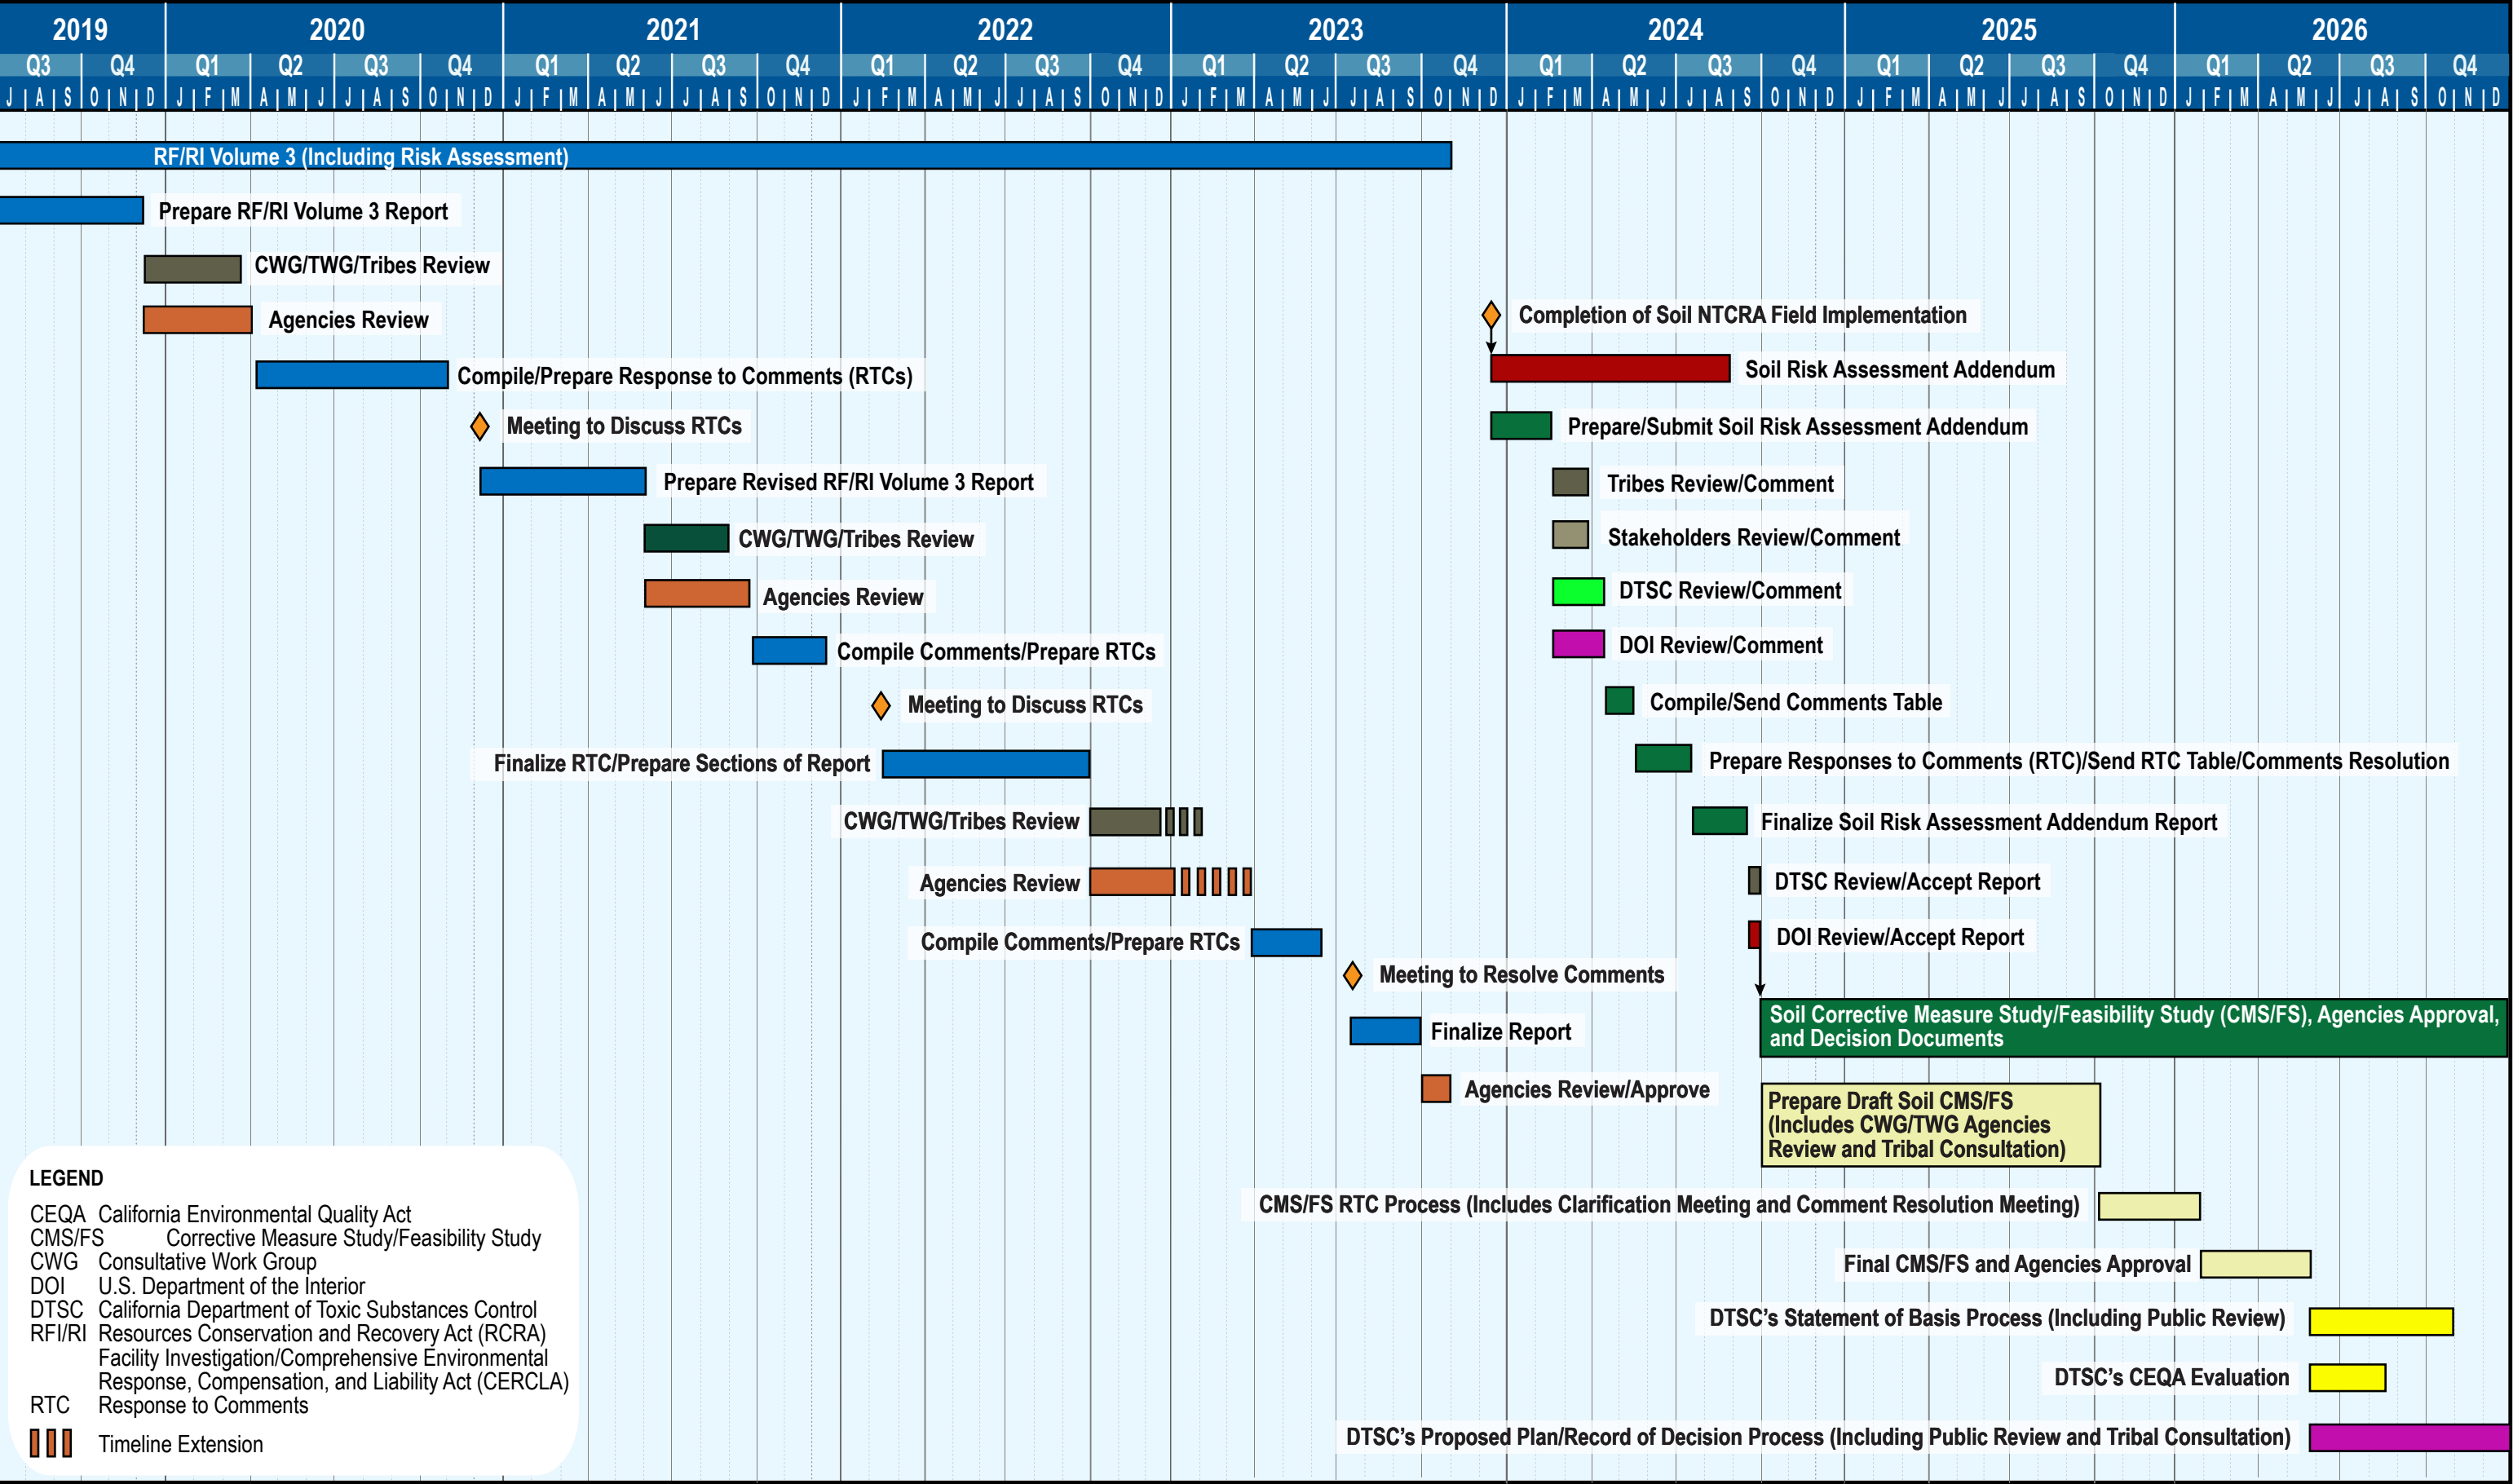 2019 2020 2021 2022 2023 2024 2025 2026
Q3 Q4 Q1 Q2 Q3 Q4 Q1 Q2 Q3 Q4 Q1 Q2 Q3 Q4 Q1 Q2 Q3 Q4 Q1 Q2 Q3 Q4 Q1 Q2 Q3 Q4 Q1 Q2 Q3 Q4
J A S O N D J F M A M J J A S O N D J F M A M J J A S O N D J F M A M J J A S O N D J F M A M J J A S O N D J F M A M J J A S O N D J F M A M J J A S O N D J F M A M J J A S O N D
RF/RI Volume 3 (Including Risk Assessment)
Prepare RF/RI Volume 3 Report
CWG/TWG/Tribes Review
Agencies Review
Compile/Prepare Response to Comments (RTCs)
Meeting to Discuss RTCs
Prepare Revised RF/RI Volume 3 Report
CWG/TWG/Tribes Review
Agencies Review
Compile Comments/Prepare RTCs
Meeting to Discuss RTCs
Finalize RTC/Prepare Sections of Report
CWG/TWG/Tribes Review
Agencies Review
Compile Comments/Prepare RTCs
Meeting to Resolve Comments
Finalize Report
Agencies Review/Approve
Completion of Soil NTCRA Field Implementation
Soil Risk Assessment Addendum
Prepare/Submit Soil Risk Assessment Addendum
Tribes Review/Comment
Stakeholders Review/Comment
DTSC Review/Comment
DOI Review/Comment
Compile/Send Comments Table
Prepare Responses to Comments (RTC)/Send RTC Table/Comments Resolution
Finalize Soil Risk Assessment Addendum Report
DTSC Review/Accept Report
DOI Review/Accept Report
Soil Corrective Measure Study/Feasibility Study (CMS/FS), Agencies Approval,
and Decision Documents
Prepare Draft Soil CMS/FS
(Includes CWG/TWG Agencies
Review and Tribal Consultation)
CMS/FS RTC Process (Includes Clarification Meeting and Comment Resolution Meeting)
Final CMS/FS and Agencies Approval
DTSC’s Statement of Basis Process (Including Public Review)
DTSC’s CEQA Evaluation
DTSC’s Proposed Plan/Record of Decision Process (Including Public Review and Tribal Consultation)
LEGEND
CEQA California Environmental Quality Act
CMS/FS Corrective Measure Study/Feasibility Study
CWG Consultative Work Group
DOI U.S. Department of the Interior
DTSC California Department of Toxic Substances Control
RFI/RI Resources Conservation and Recovery Act (RCRA)
Facility Investigation/Comprehensive Environmental
Response, Compensation, and Liability Act (CERCLA)
RTC Response to Comments
Timeline Extension